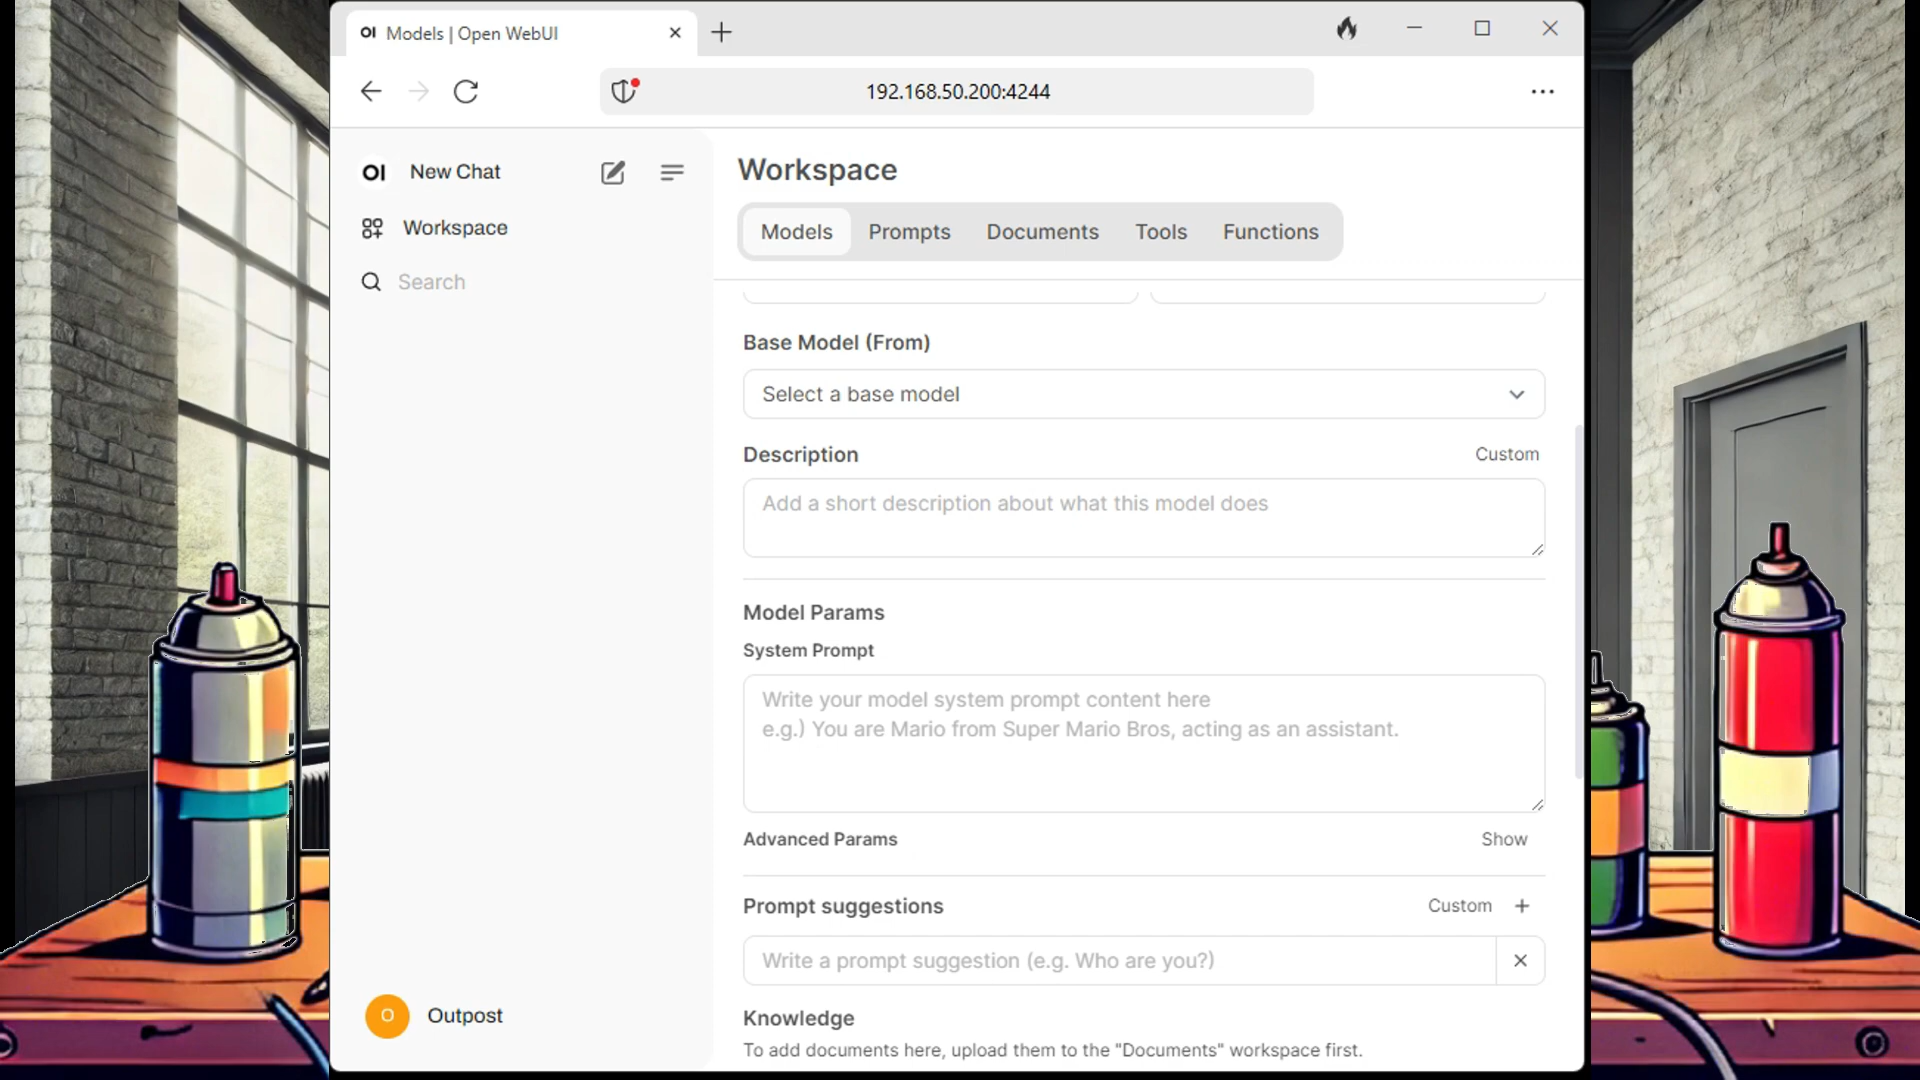 OI Models | Open WebUI
192.168.50.200:4244
OI New Chat
Workspace
Search
Workspace
Models Prompts Documents Tools Functions
Base Model (From)
Select a base model
Description Custom
Add a short description about what this model does
Model Params
System Prompt
Write your model system prompt content here
e.g.) You are Mario from Super Mario Bros, acting as an assistant.
Advanced Params Show
Prompt suggestions Custom +
Write a prompt suggestion (e.g. Who are you?)
Knowledge
To add documents here, upload them to the "Documents" workspace first.
O Outpost